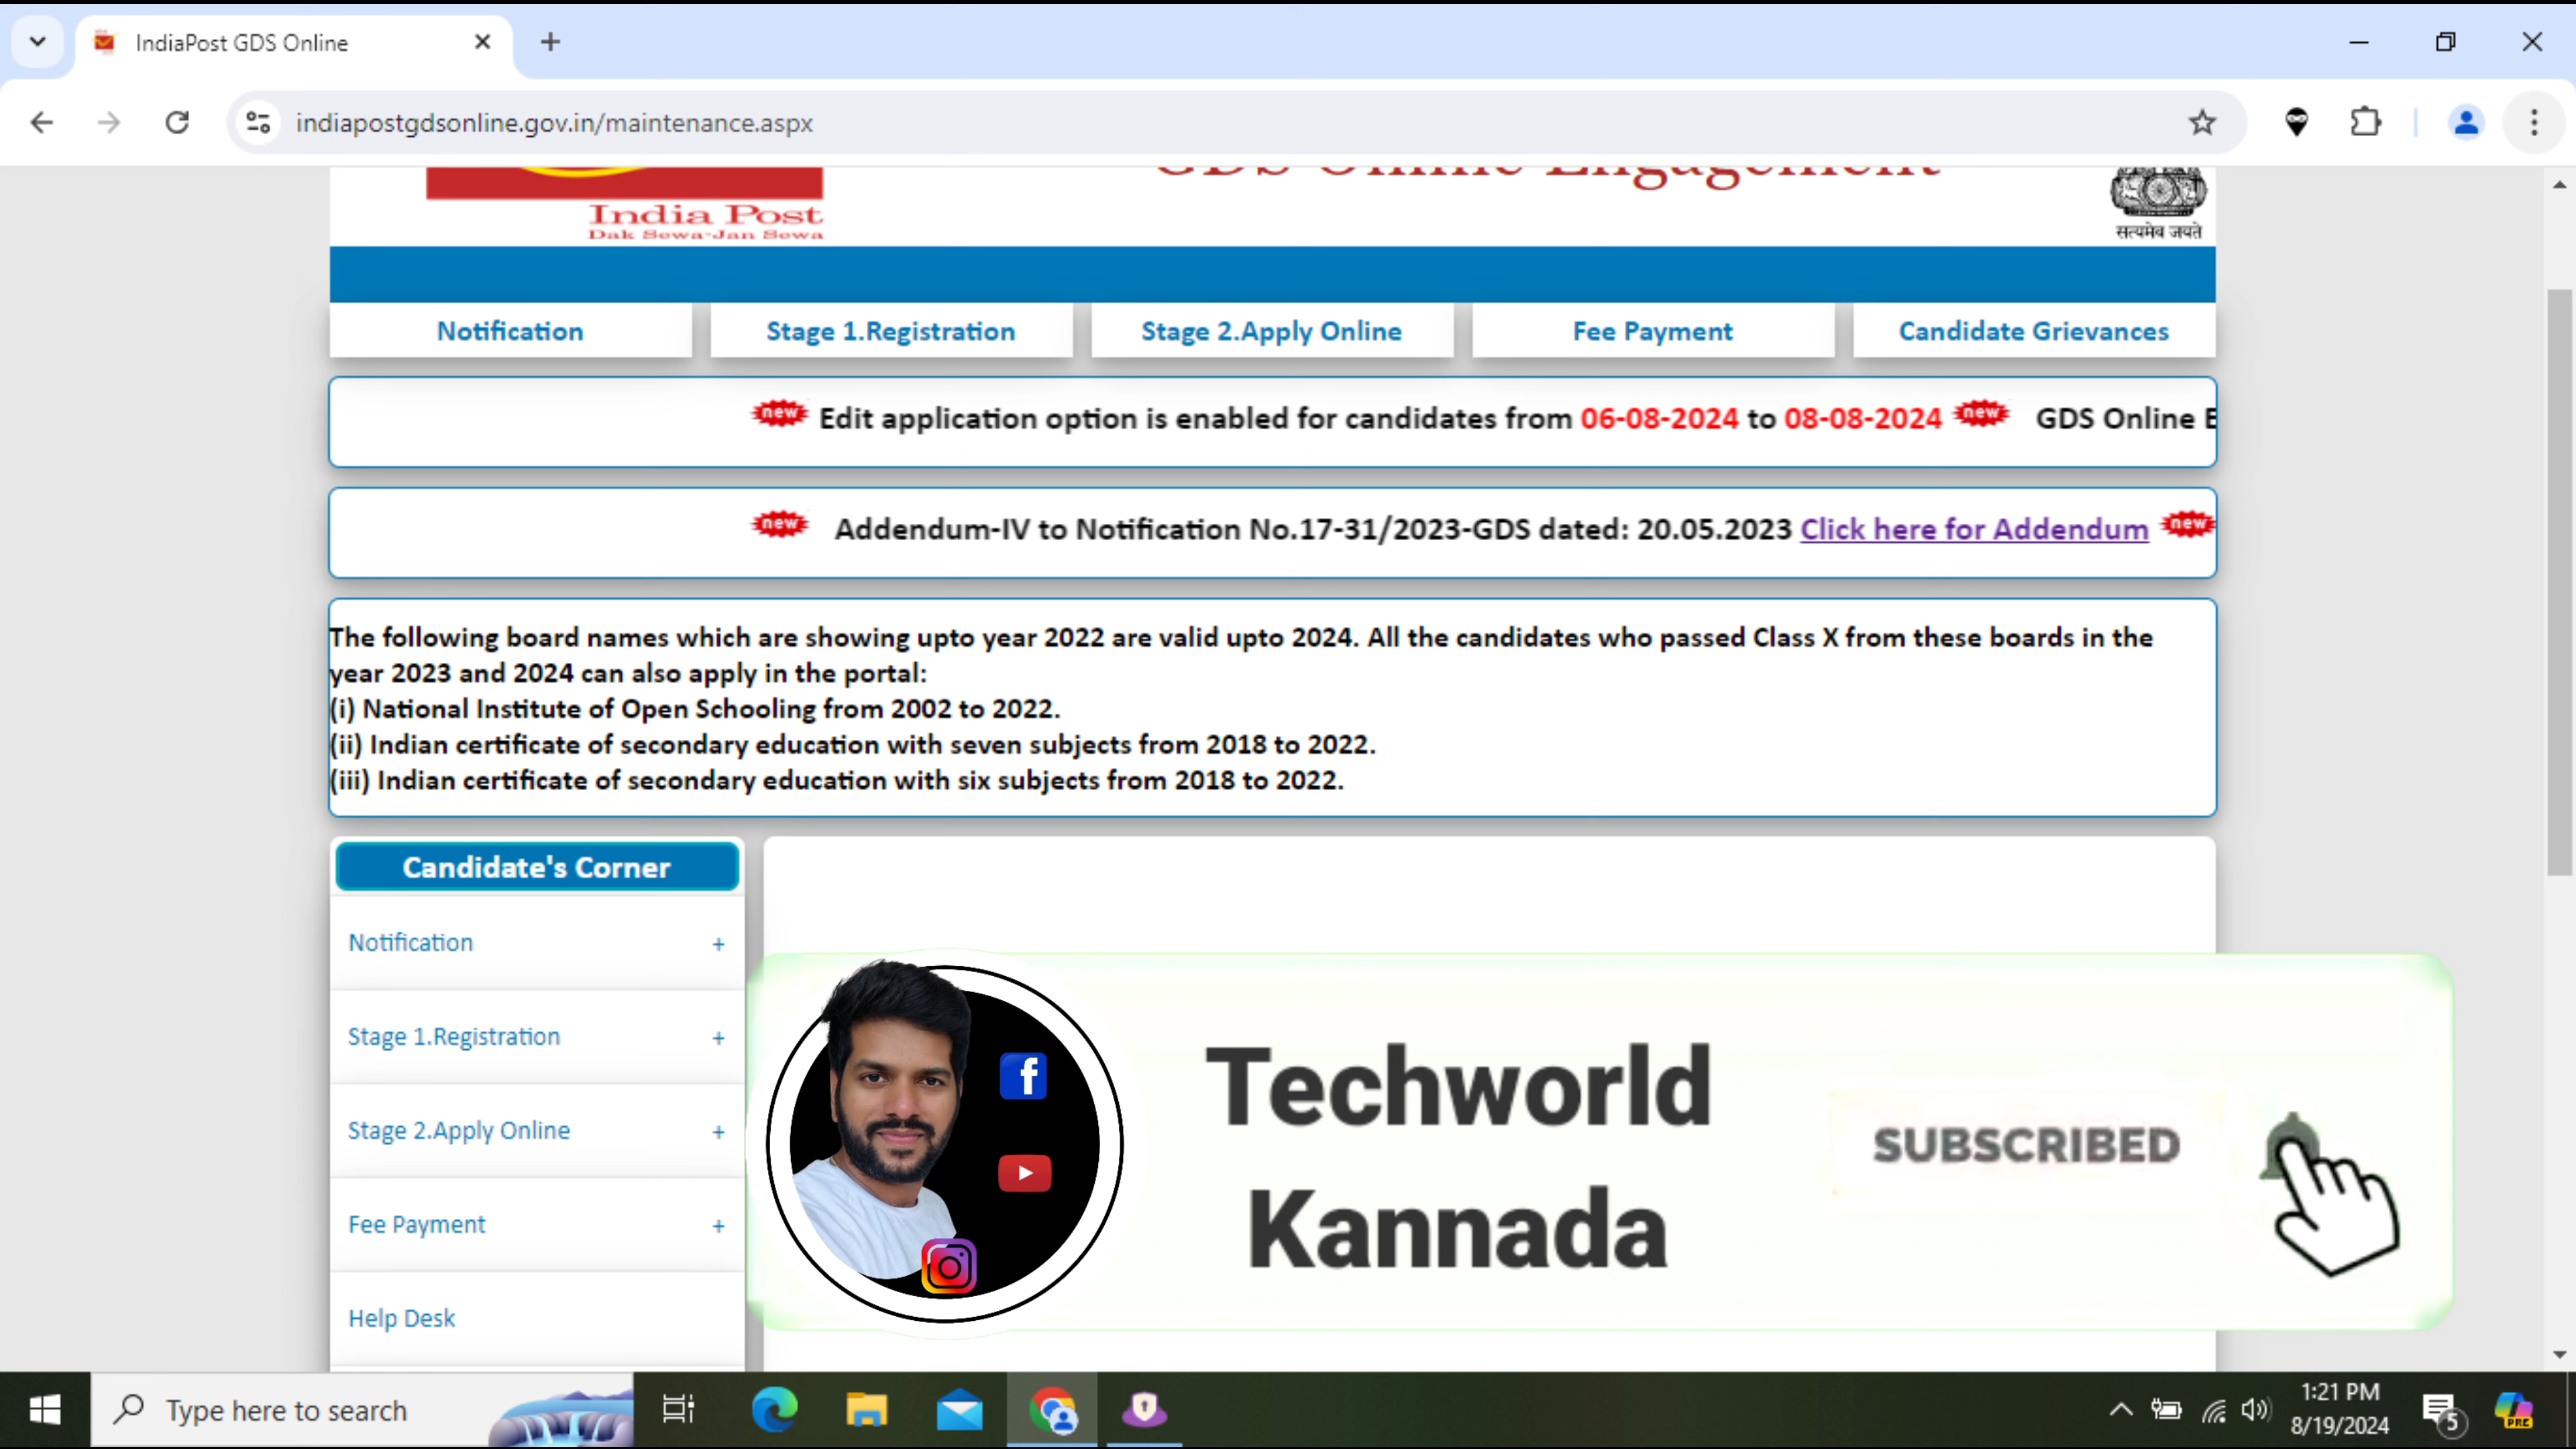 IndiaPost GDS Online
indiapostgdsonline.gov.in/maintenance.aspx
GDS Online Engagement
India Post
Dak Sewa-Jan Sewa
सत्यमेव जयते
Notification
Stage 1.Registration
Stage 2.Apply Online
Fee Payment
Candidate Grievances
new Edit application option is enabled for candidates from 06-08-2024 to 08-08-2024 new GDS Online E
new Addendum-IV to Notification No.17-31/2023-GDS dated: 20.05.2023 Click here for Addendum new
The following board names which are showing upto year 2022 are valid upto 2024. All the candidates who passed Class X from these boards in the
year 2023 and 2024 can also apply in the portal:
(i) National Institute of Open Schooling from 2002 to 2022.
(ii) Indian certificate of secondary education with seven subjects from 2018 to 2022.
(iii) Indian certificate of secondary education with six subjects from 2018 to 2022.
Candidate's Corner
Notification +
Stage 1.Registration +
Stage 2.Apply Online +
Fee Payment +
Help Desk
Techworld
Kannada
SUBSCRIBED
Type here to search
1:21 PM
8/19/2024
5
PRE